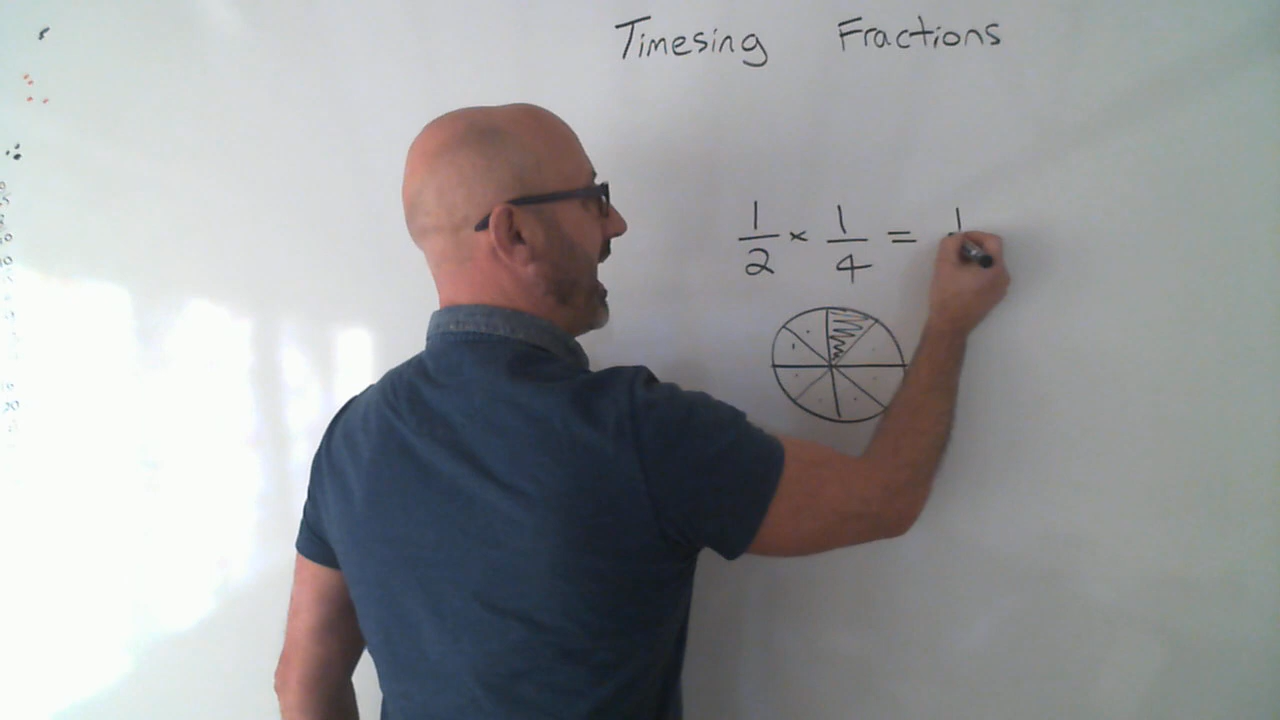 Timesing Fractions
1/2 × 1/4 = 1